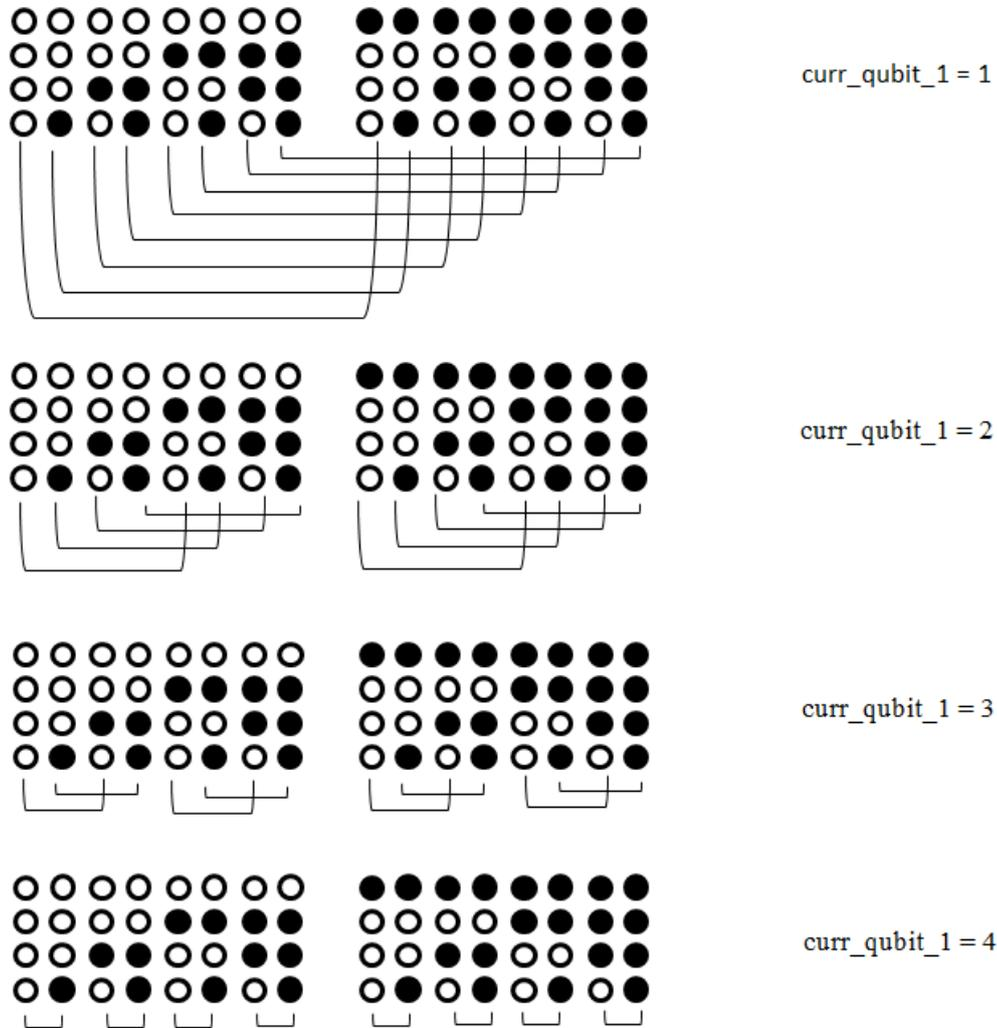 curr_qubit_1 = 1
curr_qubit_1 = 2
curr_qubit_1 = 3
curr_qubit_1 = 4